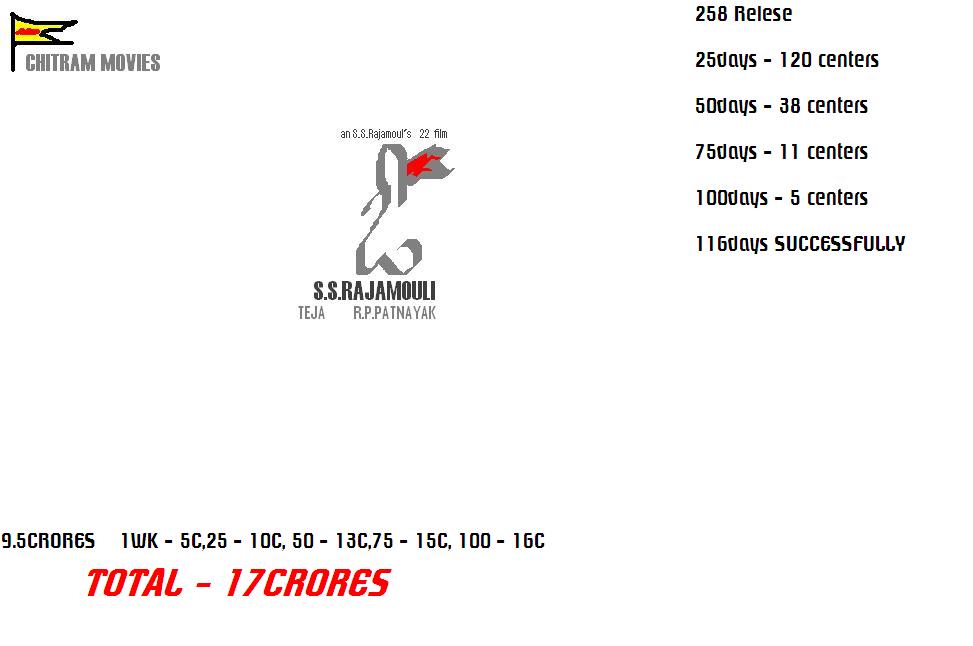 CHITRAM MOVIES
258 Relese
25days - 120 centers
50days - 38 centers
75days - 11 centers
100days - 5 centers
116days SUCCESSFULLY
an S.S.Rajamoul's 22 film
S.S.RAJAMOULI
TEJA R.P.PATNAYAK
9.5CRORES 1WK - 5C,25 - 10C, 50 - 13C,75 - 15C, 100 - 16C
TOTAL - 17CRORES